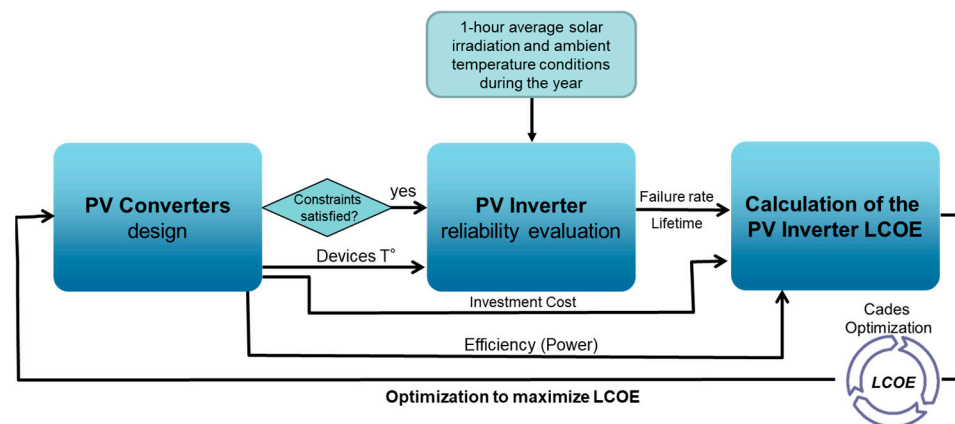 1-hour average solar
irradiation and ambient
temperature conditions
during the year
PV Converters
design
Constraints
satisfied?
yes
Devices T°
PV Inverter
reliability evaluation
Failure rate
Lifetime
Calculation of the
PV Inverter LCOE
Investment Cost
Efficiency (Power)
Cades
Optimization
LCOE
Optimization to maximize LCOE